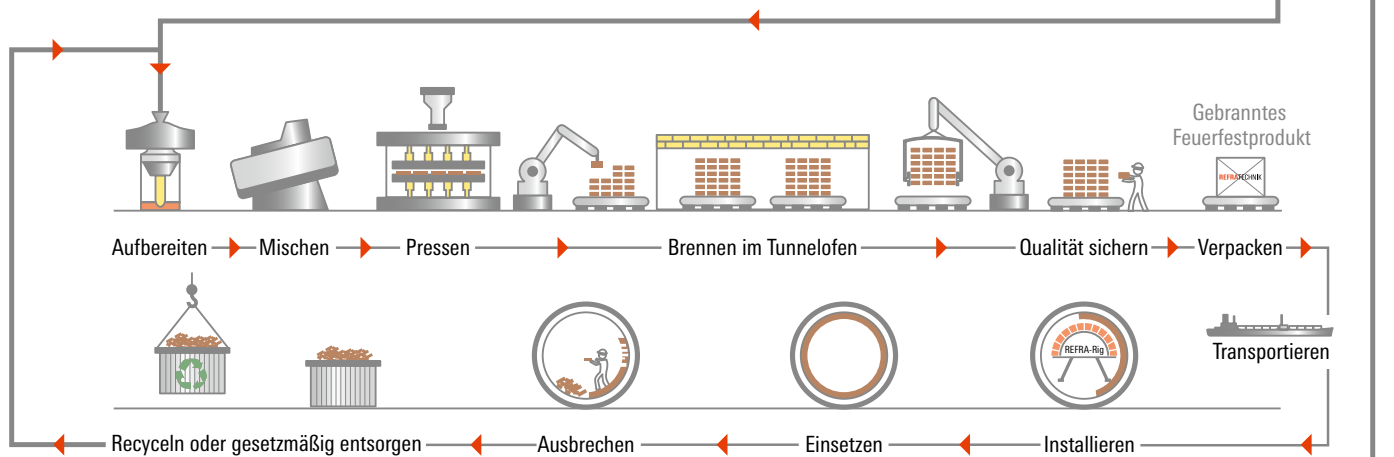 Gebranntes
Feuerfestprodukt
REFRATECHNIK
Aufbereiten
Mischen
Pressen
Brennen im Tunnelofen
Qualität sichern
Verpacken
REFRA-Rig
Transportieren
Recyceln oder gesetzmäßig entsorgen
Ausbrechen
Einsetzen
Installieren